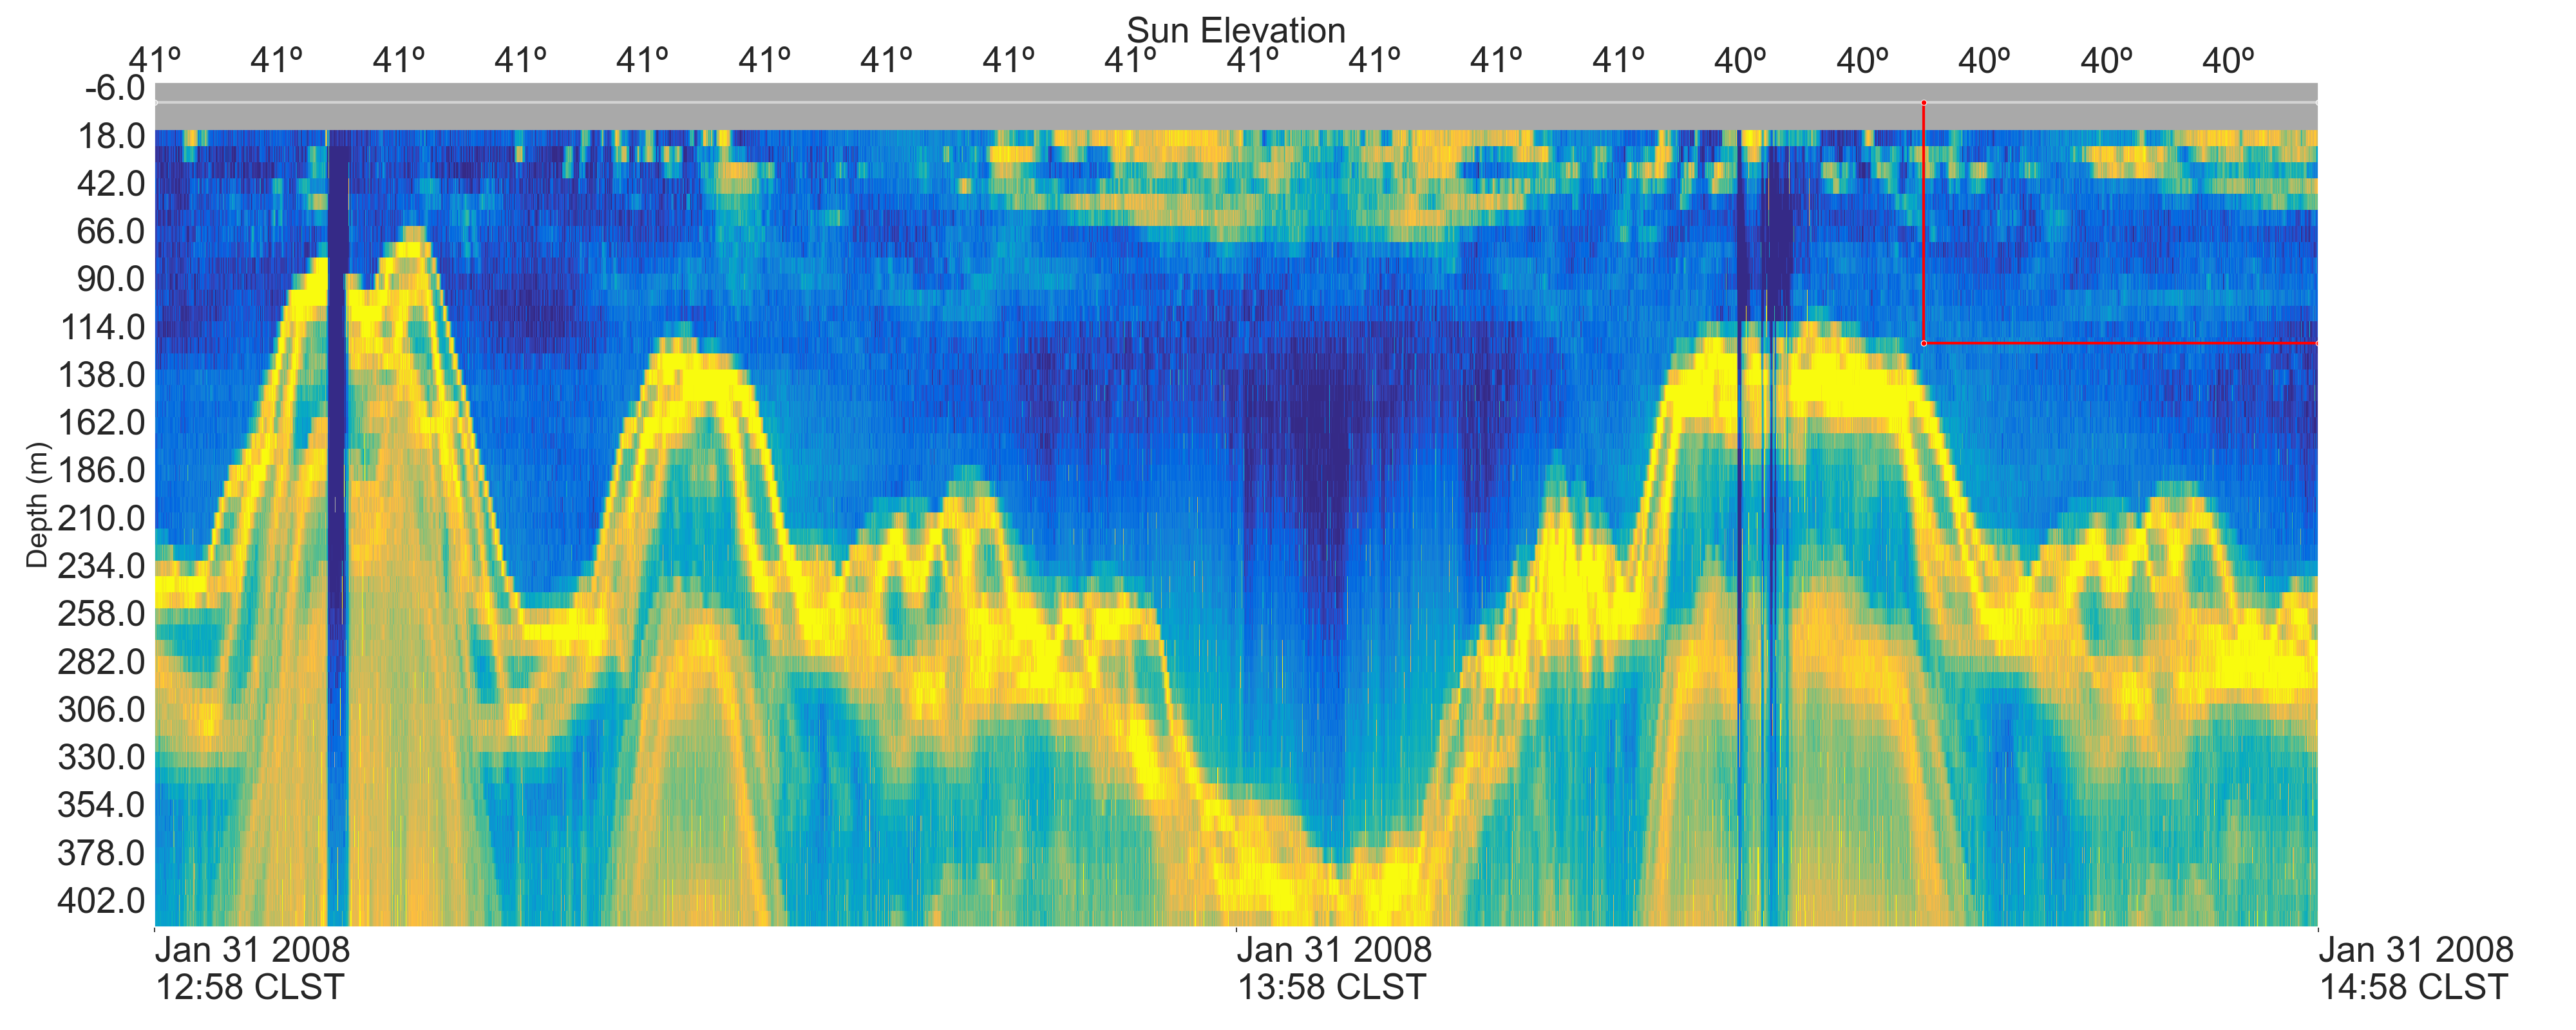 Sun Elevation
41º 41º 41º 41º 41º 41º 41º 41º 41º 41º 41º 41º 41º 40º 40º 40º 40º 40º
-6.0
18.0
42.0
66.0
90.0
114.0
138.0
162.0
186.0
210.0
234.0
258.0
282.0
306.0
330.0
354.0
378.0
402.0
Depth (m)
Jan 31 2008
12:58 CLST
Jan 31 2008
13:58 CLST
Jan 31 2008
14:58 CLST